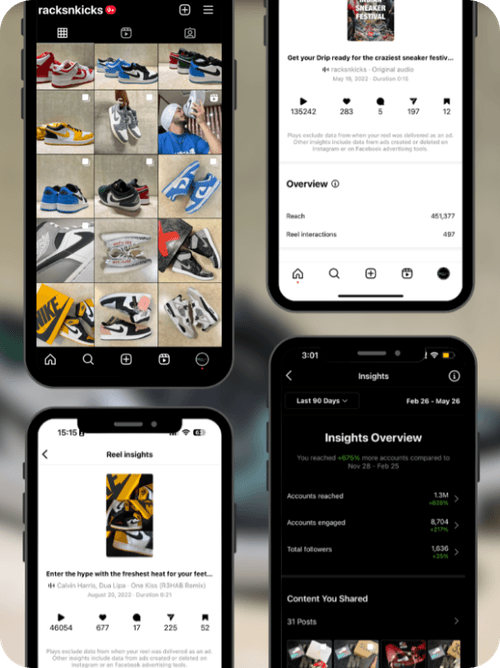 racksnkicks 9+
INDIAN
SNEAKER
FESTIVAL
Get your Drip ready for the craziest sneaker festiv...
racksnkicks · Original audio
May 19, 2022 · Duration 0:15
135242 283 5 197 12
Plays exclude data from when your reel was delivered as an ad.
Other insights include data from ads created or deleted on
Instagram or on Facebook advertising tools.
Overview
Reach 451,377
Reel interactions 497
NIKE
15:15
Reel insights
Enter the hype with the freshest heat for your feet...
Calvin Harris, Dua Lipa · One Kiss (R3HAB Remix)
August 20, 2022 · Duration 0:21
46054 677 17 225 52
Plays exclude data from when your reel was delivered as an ad.
Other insights include data from ads created or deleted on
Instagram or on Facebook advertising tools.
3:01
Insights
Last 90 Days Feb 26 - May 26
Insights Overview
You reached +675% more accounts compared to
Nov 28 - Feb 25
Accounts reached 1.3M
Accounts engaged 8,704
+217%
Total followers 1,636
+25%
Content You Shared
31 Posts